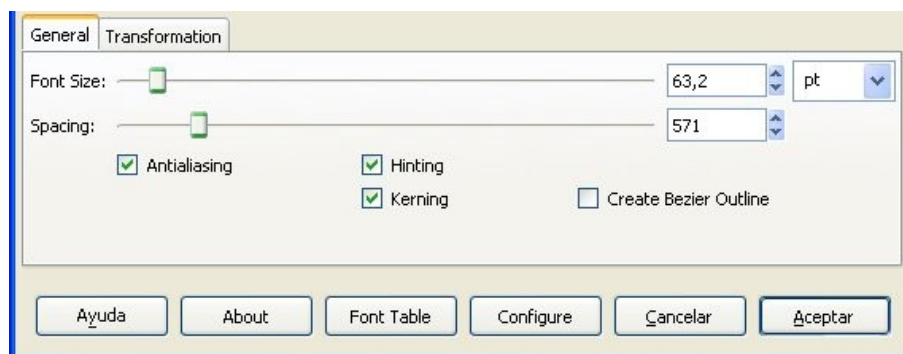 General Transformation
Font Size: 63,2 pt
Spacing: 571
Antialiasing Hinting
Kerning Create Bezier Outline
Ayuda About Font Table Configure Cancelar Aceptar